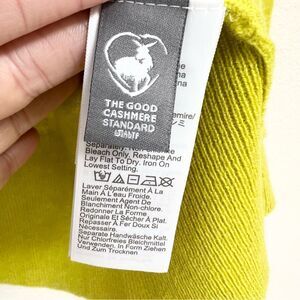 THE GOOD
CASHMERE
STANDARD
emire/
na
Separately. Non-Chlorine
Bleach Only. Reshape And
Lay Flat To Dry. Iron On
Lowest Setting.
Laver Séparément À La
Main À L'eau Froide.
Seulement Agent De
Blanchiment Non-chlore.
Redonner La Forme
Originale Et Sécher À Plat.
Repasser À Fer Doux Si
Nécessaire.
Separate Handwäsche Kalt.
Nur Chlorfreies Bleichmittel
Verwenden. In Form Ziehen
Und Zum Trocknen